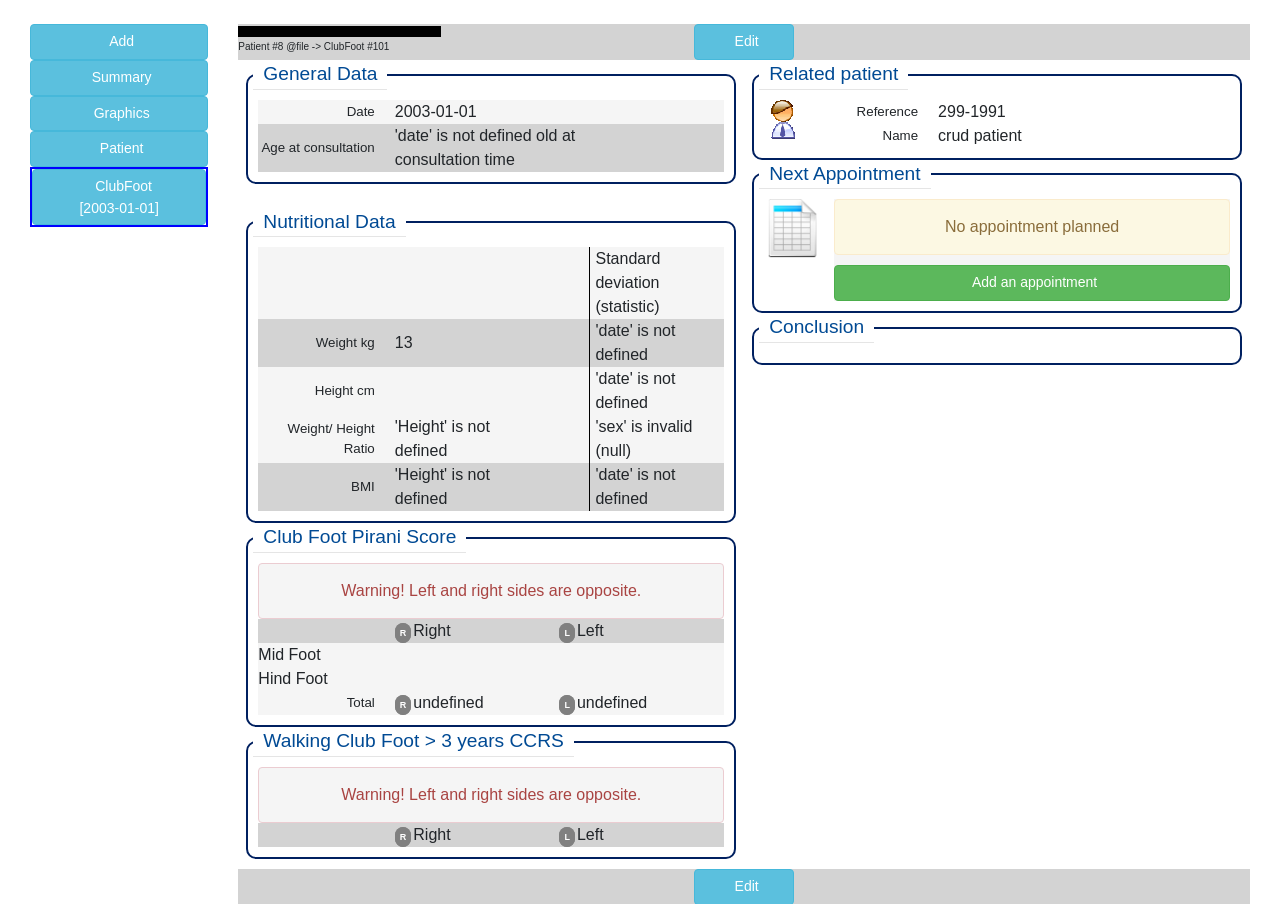 Add
Summary
Graphics
Patient
ClubFoot
[2003-01-01]
Patient #8 @file -> ClubFoot #101
Edit
General Data
Date 2003-01-01
Age at consultation 'date' is not defined old at
consultation time
Nutritional Data
Standard
deviation
(statistic)
Weight kg 13 'date' is not
defined
Height cm 'date' is not
defined
Weight/ Height
Ratio 'Height' is not
defined 'sex' is invalid
(null)
BMI 'Height' is not
defined 'date' is not
defined
Club Foot Pirani Score
Warning! Left and right sides are opposite.
R Right L Left
Mid Foot
Hind Foot
Total R undefined L undefined
Walking Club Foot > 3 years CCRS
Warning! Left and right sides are opposite.
R Right L Left
Related patient
Reference 299-1991
Name crud patient
Next Appointment
No appointment planned
Add an appointment
Conclusion
Edit